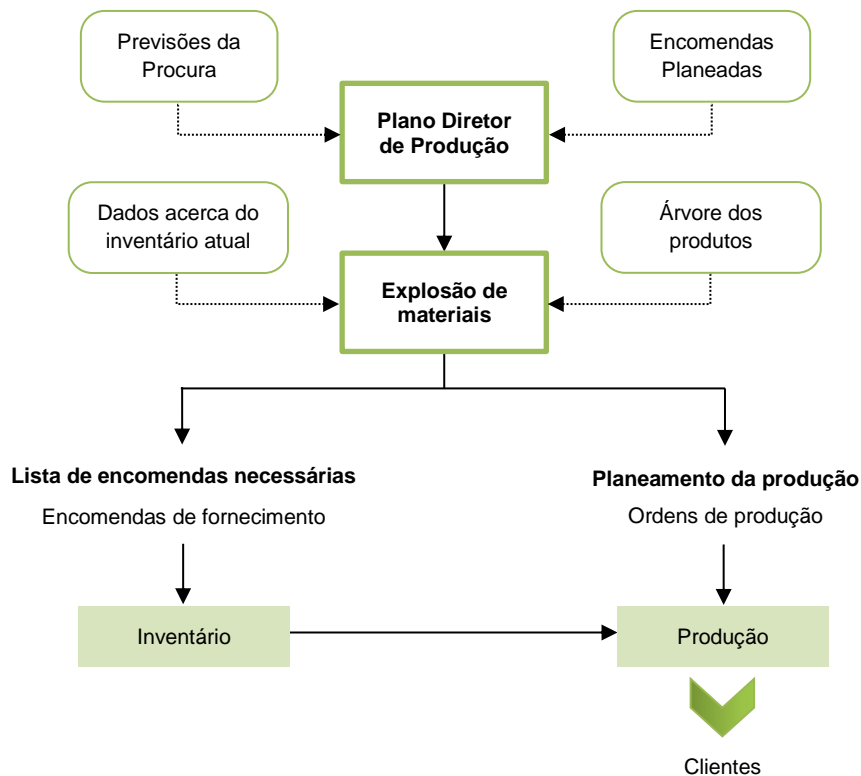 Previsões da
Procura
Encomendas
Planeadas
Plano Diretor
de Produção
Dados acerca do
inventário atual
Árvore dos
produtos
Explosão de
materiais
Lista de encomendas necessárias
Encomendas de fornecimento
Planeamento da produção
Ordens de produção
Inventário
Produção
Clientes